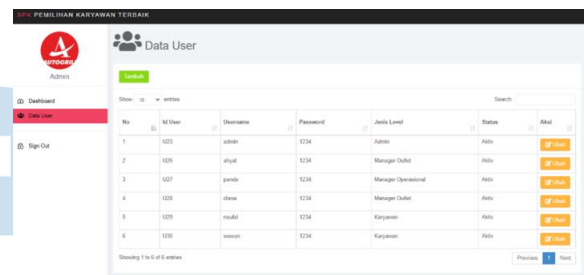 SPK PEMILIHAN KARYAWAN TERBAIK
AUTOGRILL
Admin
Dashboard
Data User
Sign Out
Data User
Tambah
Show 10 entries
Search:
No Id User Username Password Jenis Level Status Aksi
1 U23 admin 1234 Admin Aktiv Ubah
2 U26 1234 Manager Outlet Aktiv Ubah
3 U27 panda 1234 Manager Operasional Aktiv Ubah
4 U28 diana 1234 Manager Outlet Aktiv Ubah
5 U29 naufal 1234 Karyawan Aktiv Ubah
6 U30 wawan 1234 Karyawan Aktiv Ubah
Showing 1 to 6 of 6 entries
Previous 1 Next